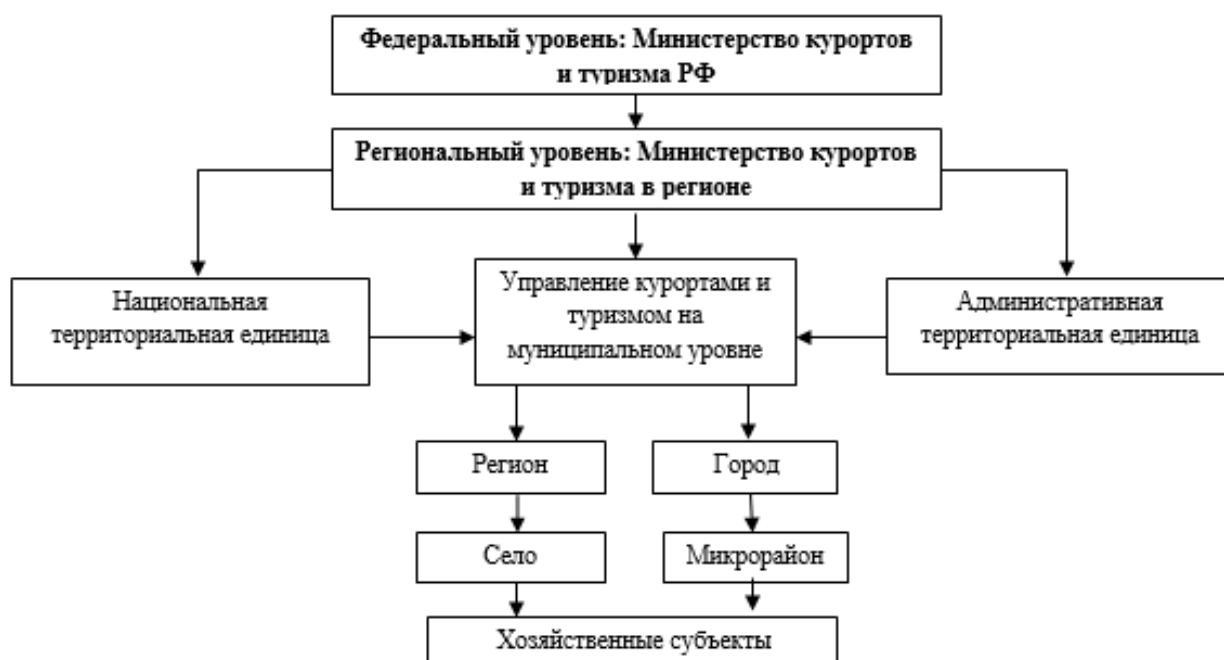 Федеральный уровень: Министерство курортов
и туризма РФ
Региональный уровень: Министерство курортов
и туризма в регионе
Национальная
территориальная единица
Управление курортами и
туризмом на
муниципальном уровне
Административная
территориальная единица
Регион
Город
Село
Микрорайон
Хозяйственные субъекты